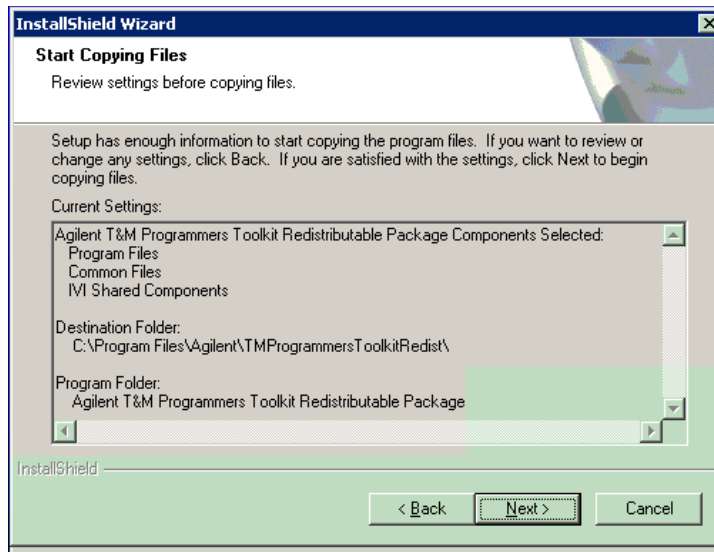 InstallShield Wizard
Start Copying Files
Review settings before copying files.
Setup has enough information to start copying the program files. If you want to review or
change any settings, click Back. If you are satisfied with the settings, click Next to begin
copying files.
Current Settings:
Agilent T&M Programmers Toolkit Redistributable Package Components Selected:
Program Files
Common Files
IVI Shared Components
Destination Folder:
C:\Program Files\Agilent\TMProgrammersToolkitRedist\
Program Folder:
Agilent T&M Programmers Toolkit Redistributable Package
InstallShield
< Back
Next >
Cancel